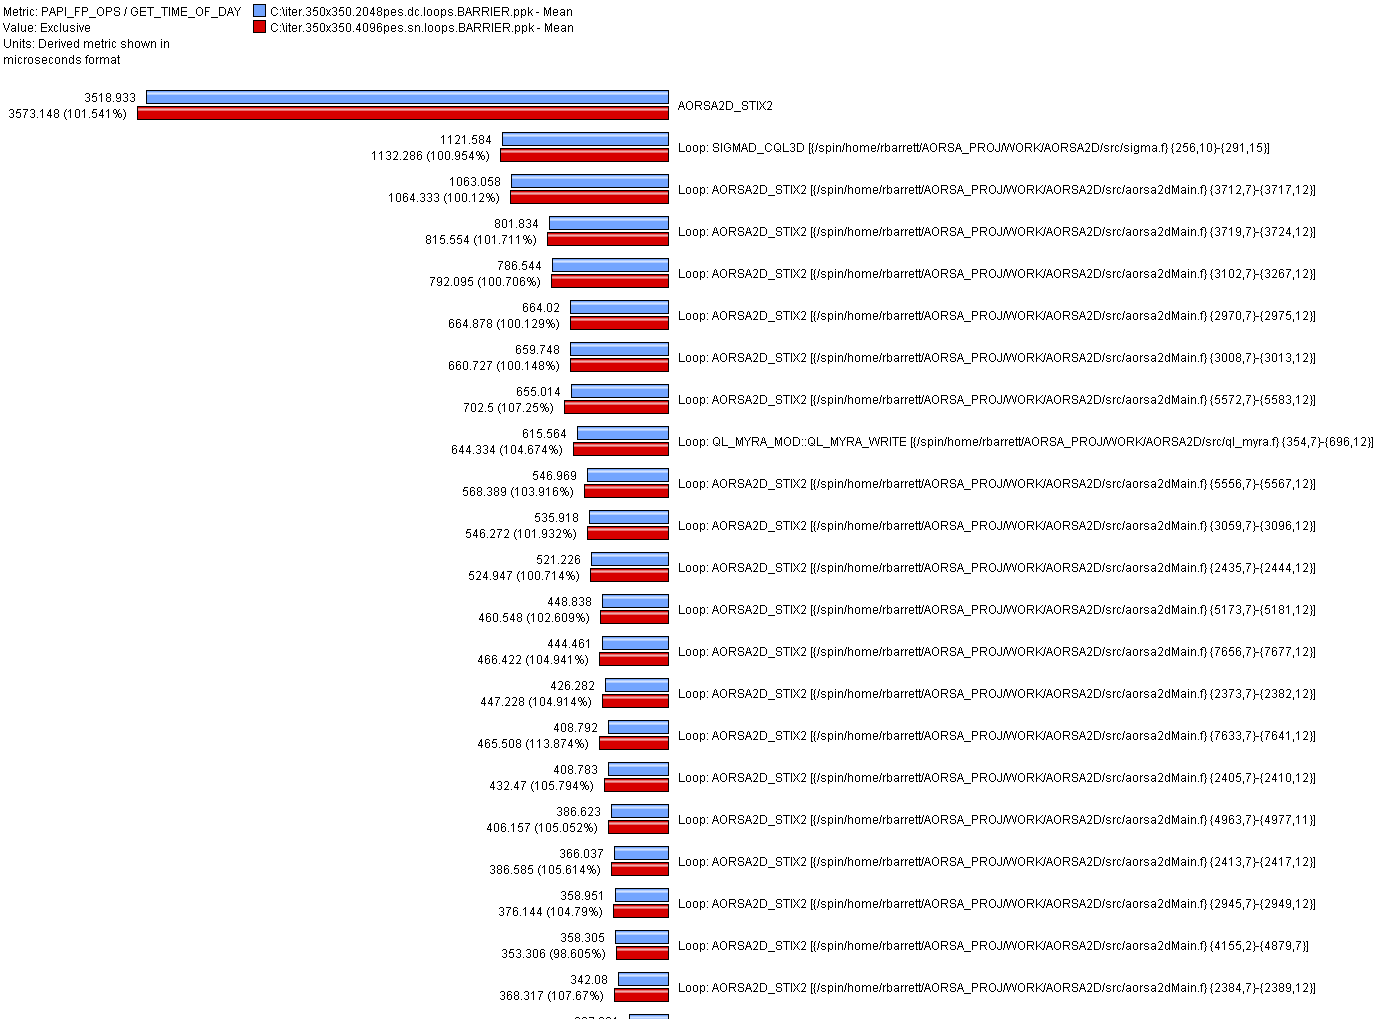 Metric: PAPI_FP_OPS / GET_TIME_OF_DAY
Value: Exclusive
Units: Derived metric shown in
microseconds format
C:\iter.350x350.2048pes.dc.loops.BARRIER.ppk - Mean
C:\iter.350x350.4096pes.sn.loops.BARRIER.ppk - Mean
3518.933
3573.148 (101.541%)
AORSA2D_STIX2
1121.584
1132.286 (100.954%)
Loop: SIGMAD_CQL3D [{/spin/home/rbarrett/AORSA_PROJ/WORK/AORSA2D/src/sigma.f} {256,10}-{291,15}]
1063.058
1064.333 (100.12%)
Loop: AORSA2D_STIX2 [{/spin/home/rbarrett/AORSA_PROJ/WORK/AORSA2D/src/aorsa2dMain.f} {3712,7}-{3717,12}]
801.834
815.554 (101.711%)
Loop: AORSA2D_STIX2 [{/spin/home/rbarrett/AORSA_PROJ/WORK/AORSA2D/src/aorsa2dMain.f} {3719,7}-{3724,12}]
786.544
792.095 (100.706%)
Loop: AORSA2D_STIX2 [{/spin/home/rbarrett/AORSA_PROJ/WORK/AORSA2D/src/aorsa2dMain.f} {3102,7}-{3267,12}]
664.02
664.878 (100.129%)
Loop: AORSA2D_STIX2 [{/spin/home/rbarrett/AORSA_PROJ/WORK/AORSA2D/src/aorsa2dMain.f} {2970,7}-{2975,12}]
659.748
660.727 (100.148%)
Loop: AORSA2D_STIX2 [{/spin/home/rbarrett/AORSA_PROJ/WORK/AORSA2D/src/aorsa2dMain.f} {3008,7}-{3013,12}]
655.014
702.5 (107.25%)
Loop: AORSA2D_STIX2 [{/spin/home/rbarrett/AORSA_PROJ/WORK/AORSA2D/src/aorsa2dMain.f} {5572,7}-{5583,12}]
615.564
644.334 (104.674%)
Loop: QL_MYRA_MOD::QL_MYRA_WRITE [{/spin/home/rbarrett/AORSA_PROJ/WORK/AORSA2D/src/ql_myra.f} {354,7}-{696,12}]
546.969
568.389 (103.916%)
Loop: AORSA2D_STIX2 [{/spin/home/rbarrett/AORSA_PROJ/WORK/AORSA2D/src/aorsa2dMain.f} {5556,7}-{5567,12}]
535.918
546.272 (101.932%)
Loop: AORSA2D_STIX2 [{/spin/home/rbarrett/AORSA_PROJ/WORK/AORSA2D/src/aorsa2dMain.f} {3059,7}-{3096,12}]
521.226
524.947 (100.714%)
Loop: AORSA2D_STIX2 [{/spin/home/rbarrett/AORSA_PROJ/WORK/AORSA2D/src/aorsa2dMain.f} {2435,7}-{2444,12}]
448.838
460.548 (102.609%)
Loop: AORSA2D_STIX2 [{/spin/home/rbarrett/AORSA_PROJ/WORK/AORSA2D/src/aorsa2dMain.f} {5173,7}-{5181,12}]
444.461
466.422 (104.941%)
Loop: AORSA2D_STIX2 [{/spin/home/rbarrett/AORSA_PROJ/WORK/AORSA2D/src/aorsa2dMain.f} {7656,7}-{7677,12}]
426.282
447.228 (104.914%)
Loop: AORSA2D_STIX2 [{/spin/home/rbarrett/AORSA_PROJ/WORK/AORSA2D/src/aorsa2dMain.f} {2373,7}-{2382,12}]
408.792
465.508 (113.874%)
Loop: AORSA2D_STIX2 [{/spin/home/rbarrett/AORSA_PROJ/WORK/AORSA2D/src/aorsa2dMain.f} {7633,7}-{7641,12}]
408.783
432.47 (105.794%)
Loop: AORSA2D_STIX2 [{/spin/home/rbarrett/AORSA_PROJ/WORK/AORSA2D/src/aorsa2dMain.f} {2405,7}-{2410,12}]
386.623
406.157 (105.052%)
Loop: AORSA2D_STIX2 [{/spin/home/rbarrett/AORSA_PROJ/WORK/AORSA2D/src/aorsa2dMain.f} {4963,7}-{4977,11}]
366.037
386.585 (105.614%)
Loop: AORSA2D_STIX2 [{/spin/home/rbarrett/AORSA_PROJ/WORK/AORSA2D/src/aorsa2dMain.f} {2413,7}-{2417,12}]
358.951
376.144 (104.79%)
Loop: AORSA2D_STIX2 [{/spin/home/rbarrett/AORSA_PROJ/WORK/AORSA2D/src/aorsa2dMain.f} {2945,7}-{2949,12}]
358.305
353.306 (98.605%)
Loop: AORSA2D_STIX2 [{/spin/home/rbarrett/AORSA_PROJ/WORK/AORSA2D/src/aorsa2dMain.f} {4155,2}-{4879,7}]
342.08
368.317 (107.67%)
Loop: AORSA2D_STIX2 [{/spin/home/rbarrett/AORSA_PROJ/WORK/AORSA2D/src/aorsa2dMain.f} {2384,7}-{2389,12}]